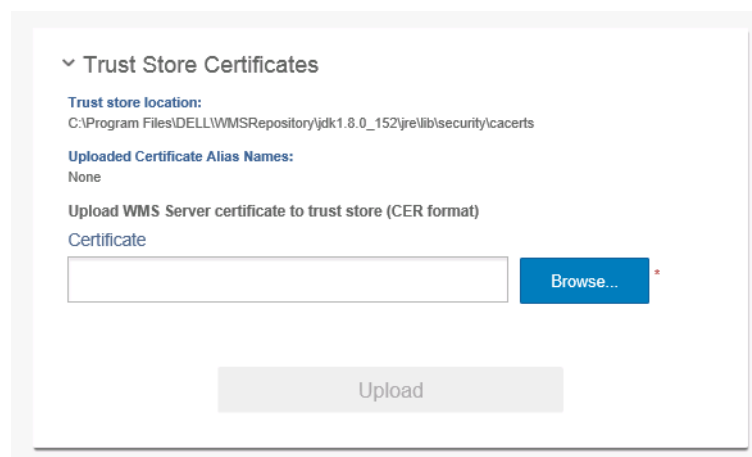 Trust Store Certificates
Trust store location:
C:\Program Files\DELL\WMSRepository\jdk1.8.0_152\jre\lib\security\cacerts
Uploaded Certificate Alias Names:
None
Upload WMS Server certificate to trust store (CER format)
Certificate
Browse... *
Upload